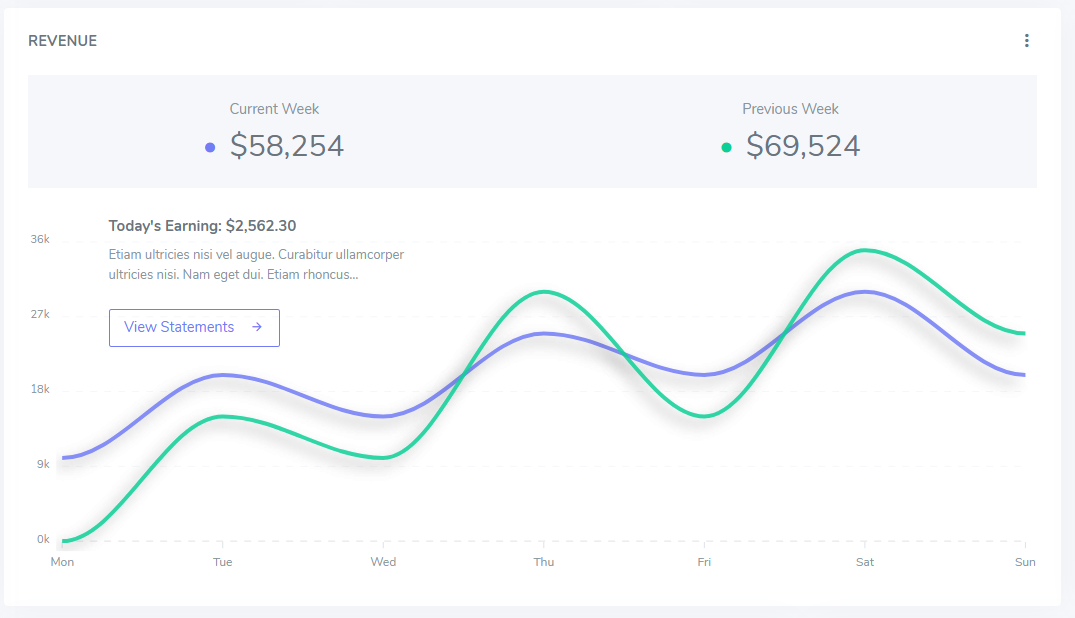 REVENUE
Current Week
$58,254
Previous Week
$69,524
Today's Earning: $2,562.30
Etiam ultricies nisi vel augue. Curabitur ullamcorper
ultricies nisi. Nam eget dui. Etiam rhoncus...
View Statements →
36k
27k
18k
9k
0k
Mon Tue Wed Thu Fri Sat Sun